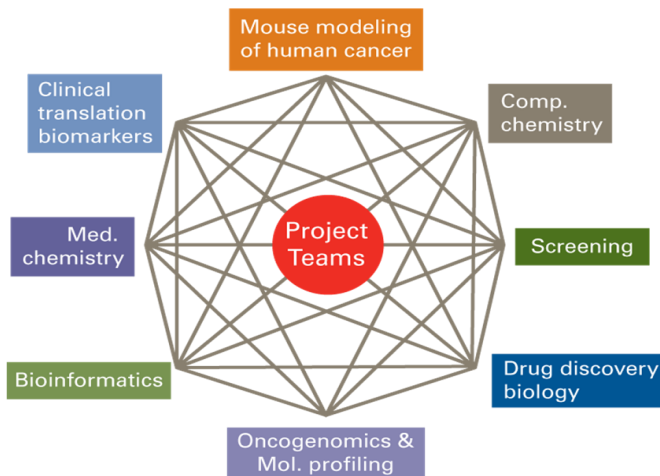 Mouse modeling
of human cancer
Clinical
translation
biomarkers
Comp.
chemistry
Med.
chemistry
Project
Teams
Screening
Bioinformatics
Drug discovery
biology
Oncogenomics &
Mol. profiling